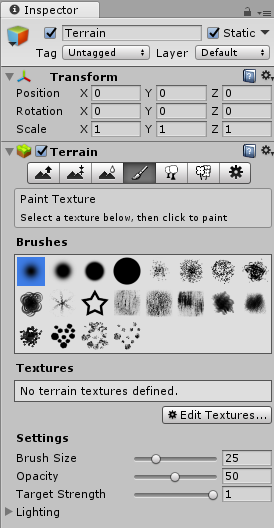 Inspector
Terrain Static
Tag Untagged Layer Default
Transform
Position X 0 Y 0 Z 0
Rotation X 0 Y 0 Z 0
Scale X 1 Y 1 Z 1
Terrain
Paint Texture
Select a texture below, then click to paint
Brushes
Textures
No terrain textures defined.
Edit Textures...
Settings
Brush Size 25
Opacity 50
Target Strength 1
Lighting